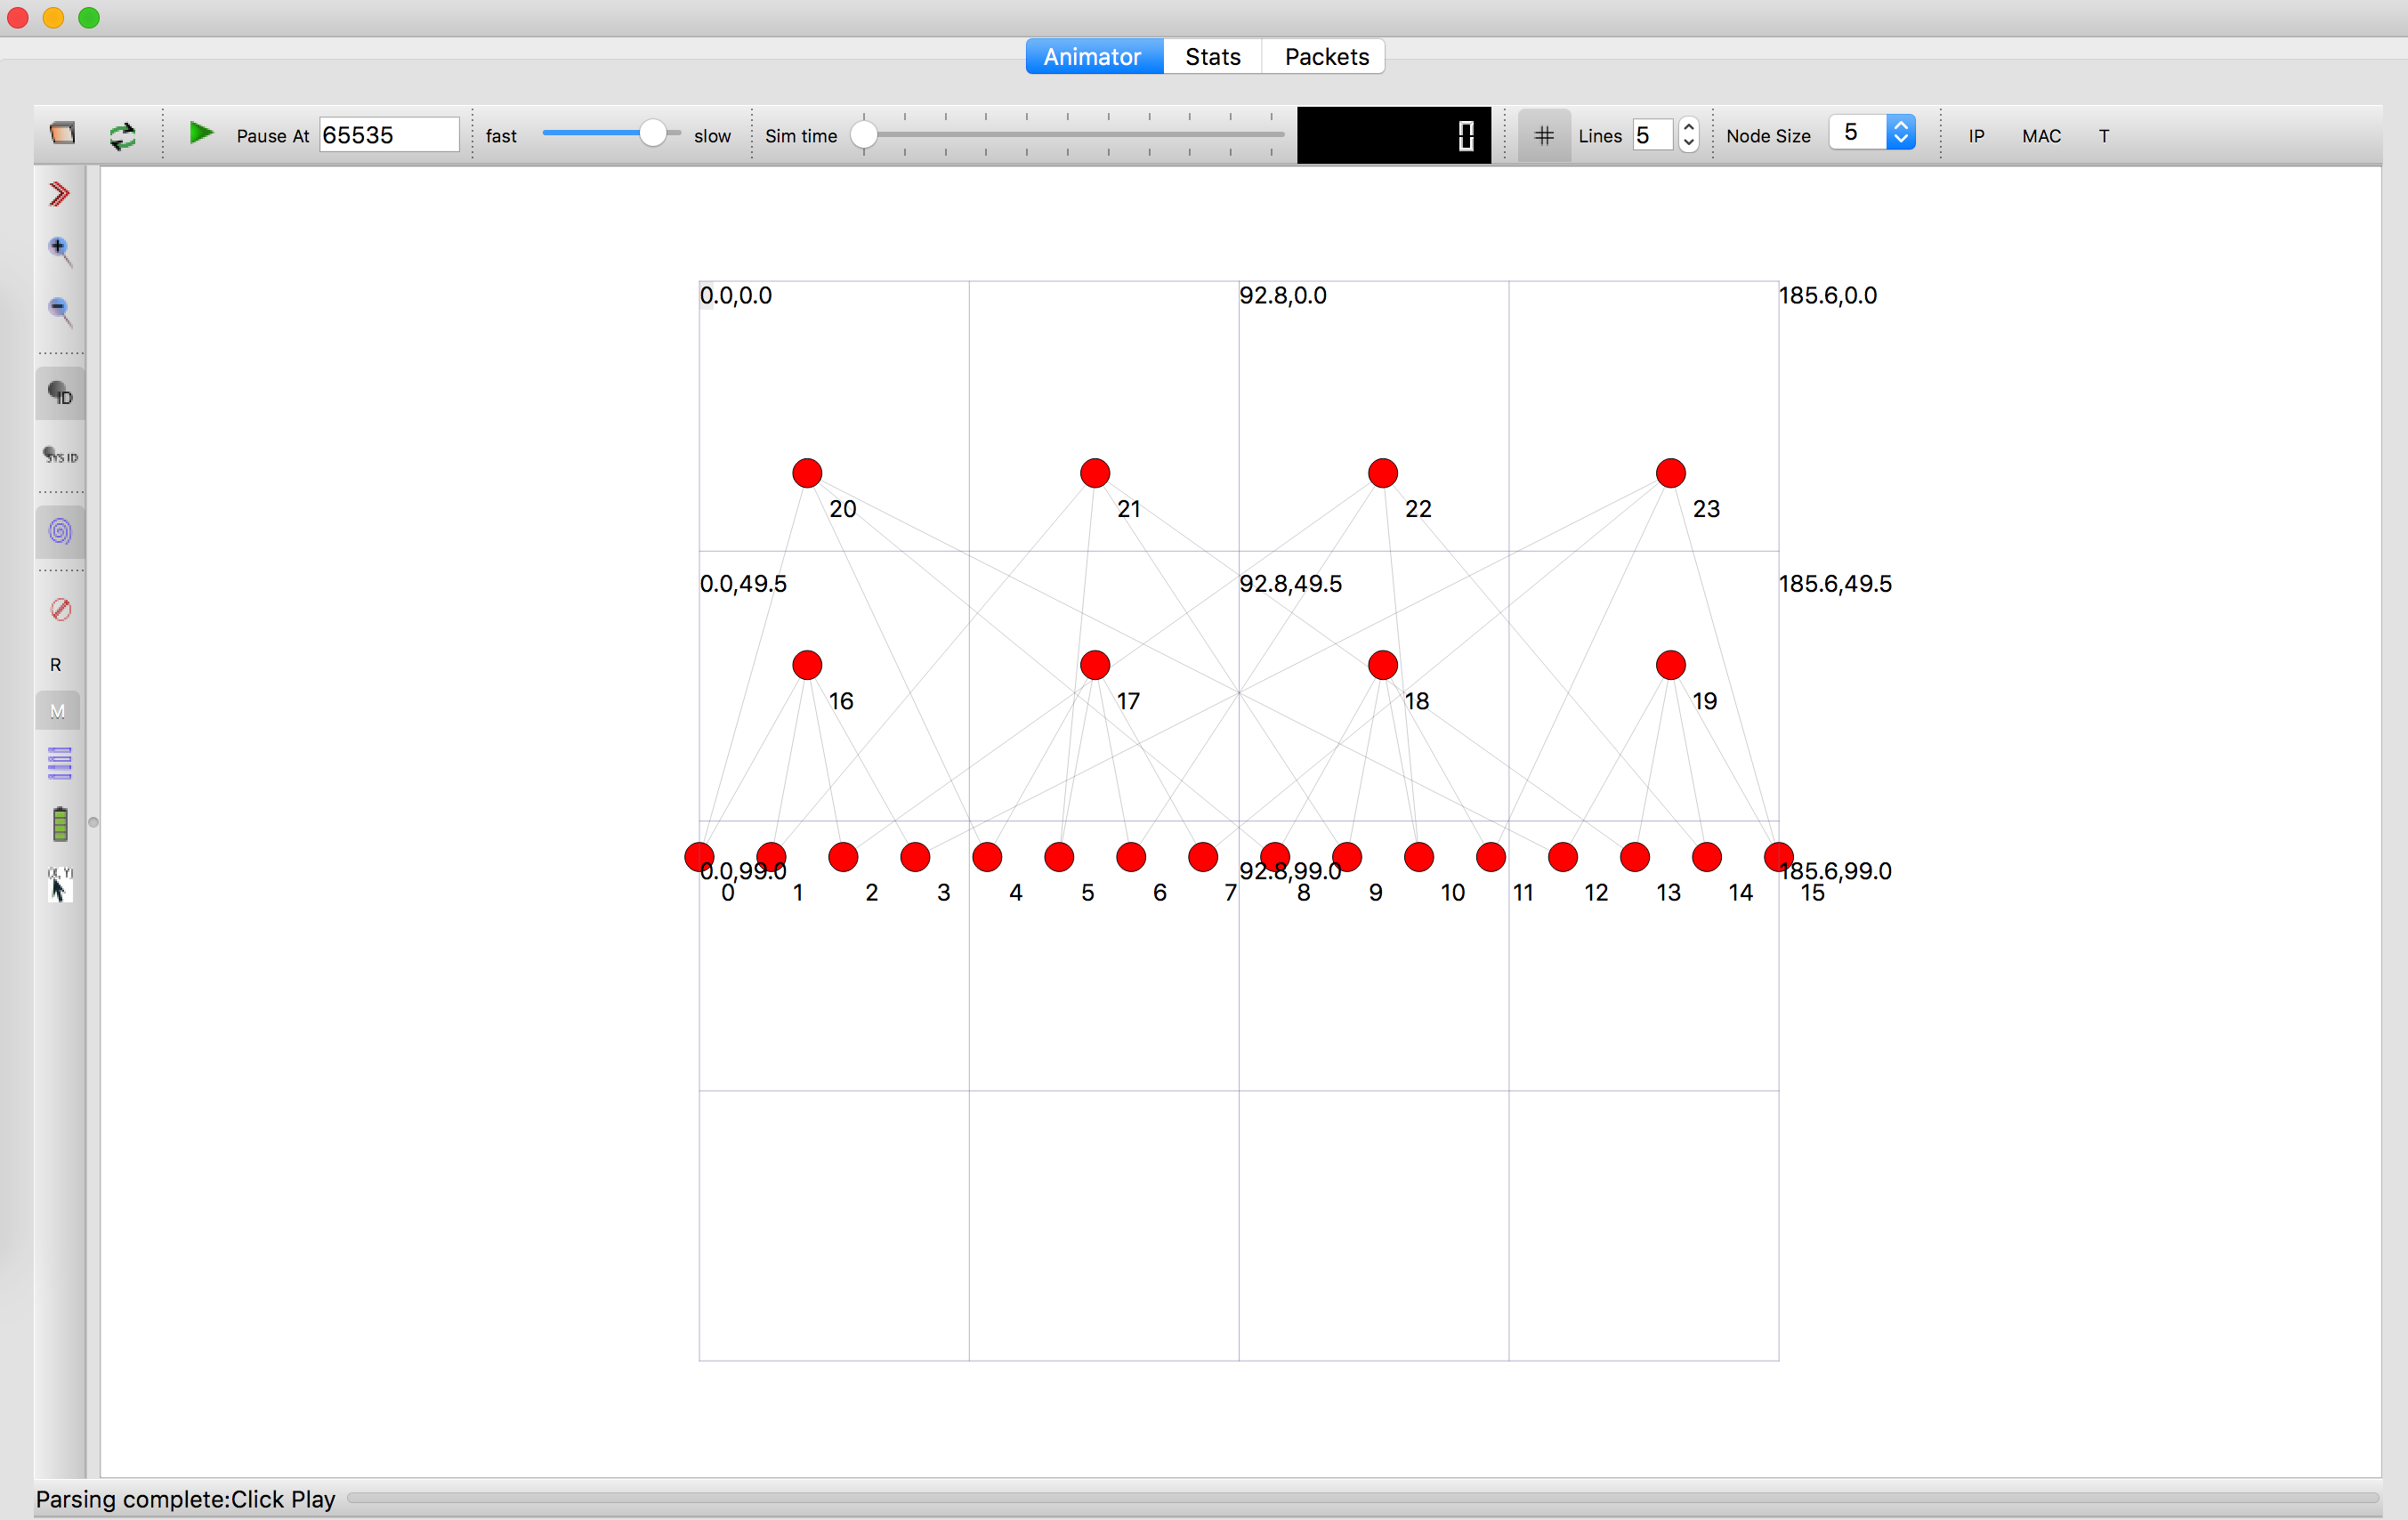 Animator Stats Packets
Pause At 65535 fast slow Sim time 0 # Lines 5 Node Size 5 IP MAC T
ID
SYS ID
R
M
(X, Y)
0.0,0.0 92.8,0.0 185.6,0.0
20 21 22 23
0.0,49.5 92.8,49.5 185.6,49.5
16 17 18 19
0.0,99.0 92.8,99.0 185.6,99.0
0 1 2 3 4 5 6 7 8 9 10 11 12 13 14 15
Parsing complete:Click Play